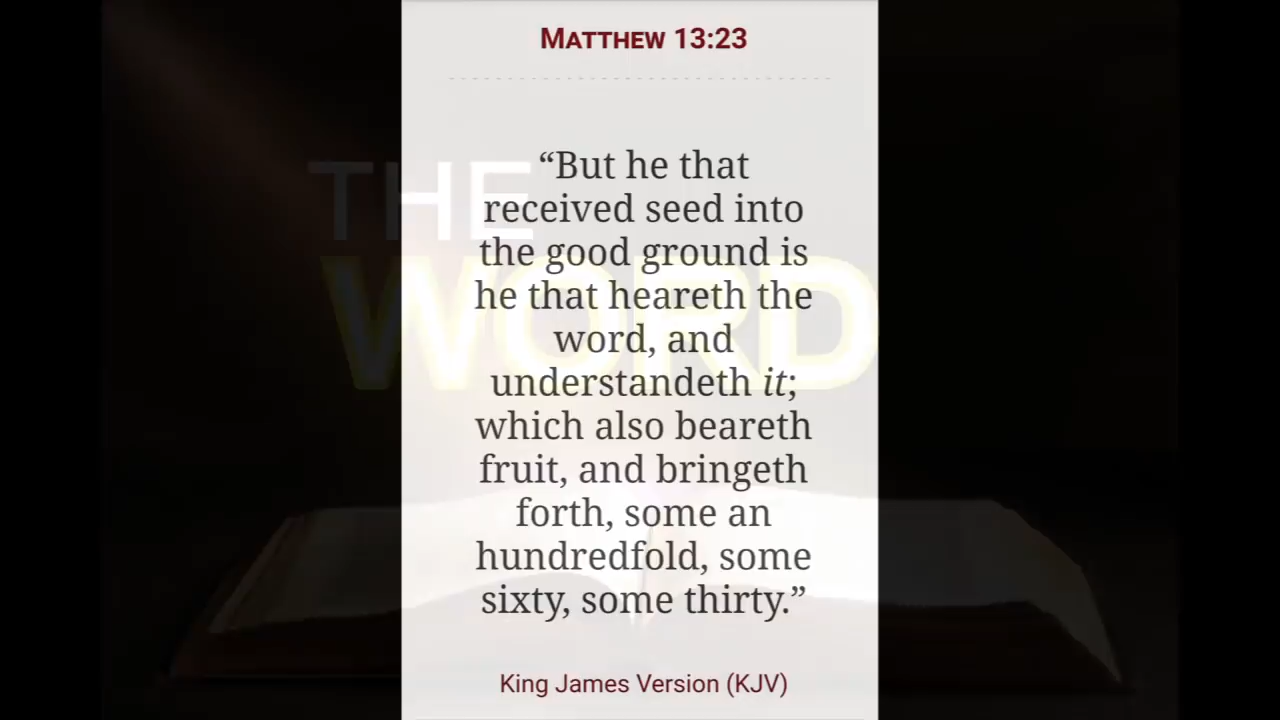 MATTHEW 13:23
THE
WORD
“But he that
received seed into
the good ground is
he that heareth the
word, and
understandeth it;
which also beareth
fruit, and bringeth
forth, some an
hundredfold, some
sixty, some thirty.”
King James Version (KJV)